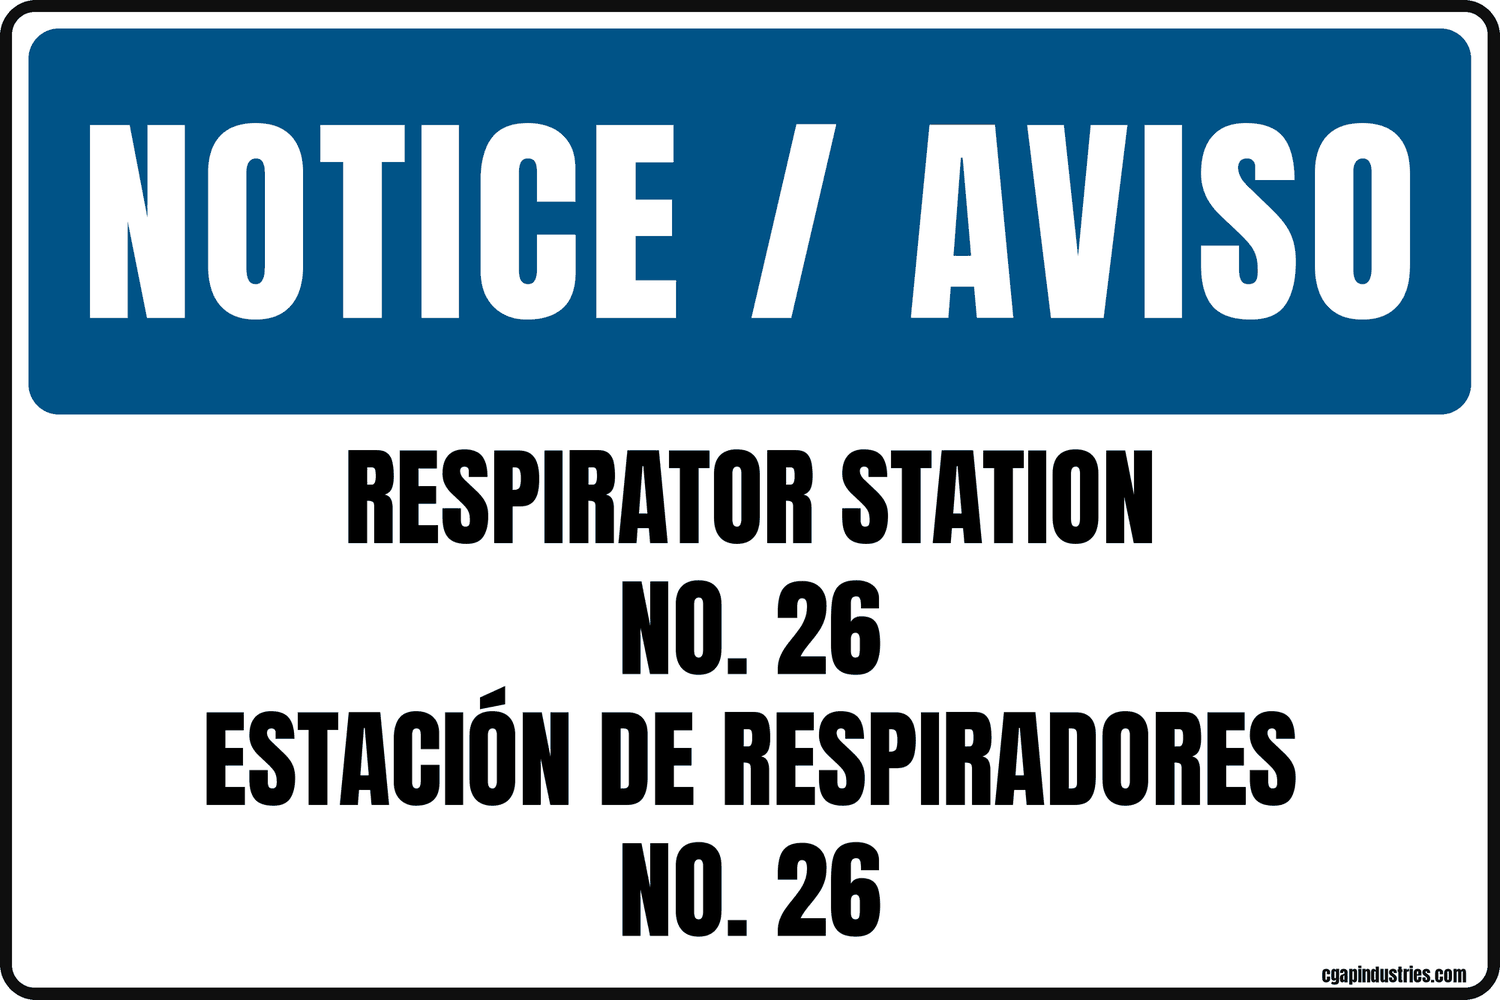 NOTICE / AVISO
RESPIRATOR STATION
NO. 26
ESTACIÓN DE RESPIRADORES
NO. 26
cgapindustries.com